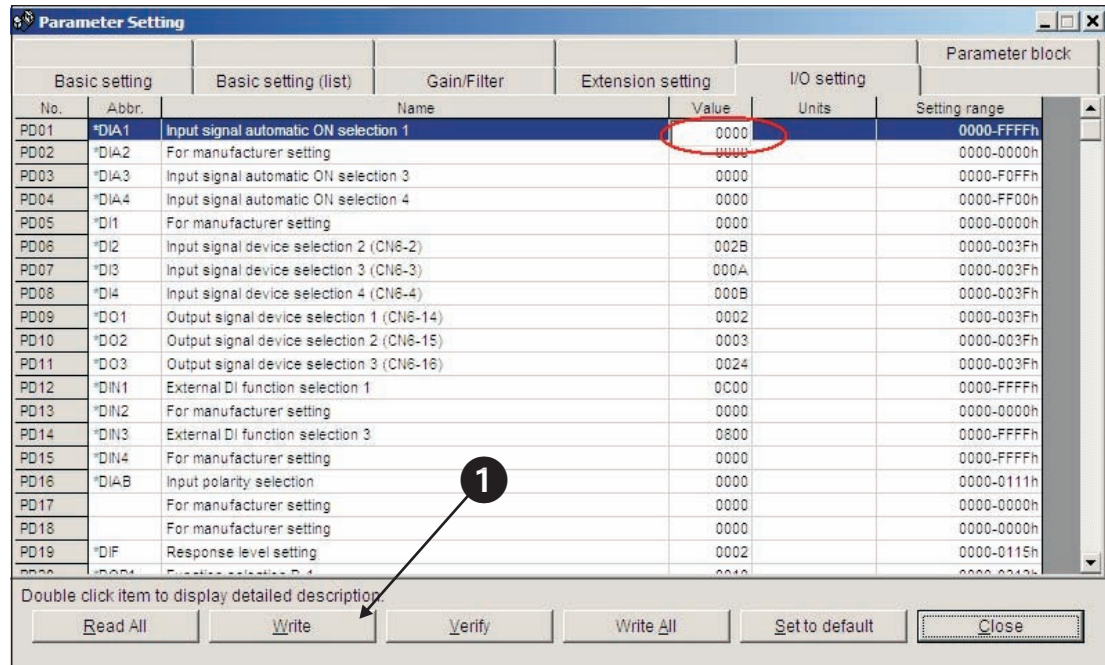 Parameter Setting
Parameter block
Basic setting Basic setting (list) Gain/Filter Extension setting I/O setting
No. Abbr. Name Value Units Setting range
PD01 *DIA1 Input signal automatic ON selection 1 0000 0000-FFFFh
PD02 *DIA2 For manufacturer setting 0000 0000-0000h
PD03 *DIA3 Input signal automatic ON selection 3 0000 0000-F0FFh
PD04 *DIA4 Input signal automatic ON selection 4 0000 0000-FF00h
PD05 *DI1 For manufacturer setting 0000 0000-0000h
PD06 *DI2 Input signal device selection 2 (CN6-2) 002B 0000-003Fh
PD07 *DI3 Input signal device selection 3 (CN6-3) 000A 0000-003Fh
PD08 *DI4 Input signal device selection 4 (CN6-4) 000B 0000-003Fh
PD09 *DO1 Output signal device selection 1 (CN6-14) 0002 0000-003Fh
PD10 *DO2 Output signal device selection 2 (CN6-15) 0003 0000-003Fh
PD11 *DO3 Output signal device selection 3 (CN6-16) 0024 0000-003Fh
PD12 *DIN1 External DI function selection 1 0C00 0000-FFFFh
PD13 *DIN2 For manufacturer setting 0000 0000-0000h
PD14 *DIN3 External DI function selection 3 0800 0000-FFFFh
PD15 *DIN4 For manufacturer setting 0000 0000-FFFFh
PD16 *DIAB Input polarity selection 0000 0000-0111h
PD17 For manufacturer setting 0000 0000-0000h
PD18 For manufacturer setting 0000 0000-0000h
PD19 *DIF Response level setting 0002 0000-0115h
1
Double click item to display detailed description.
Read All Write Verify Write All Set to default Close